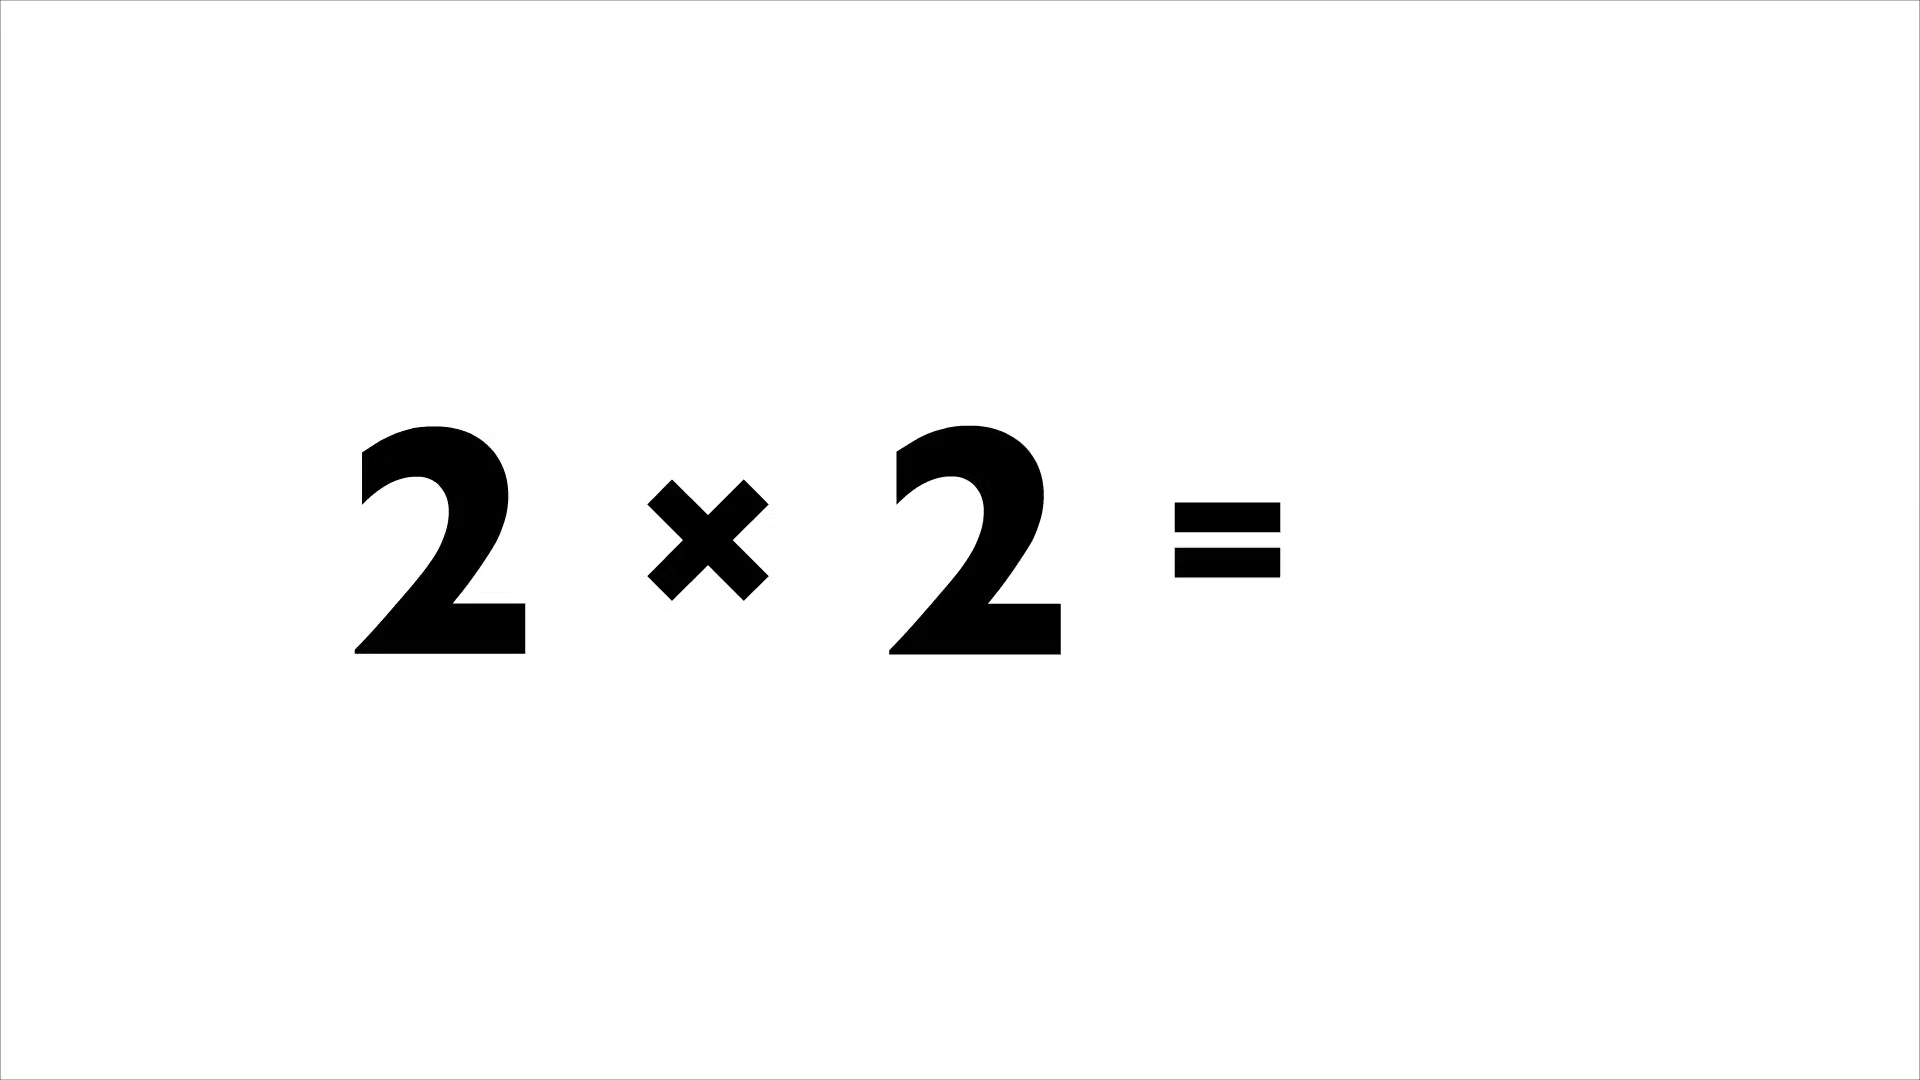 2 × 2 =